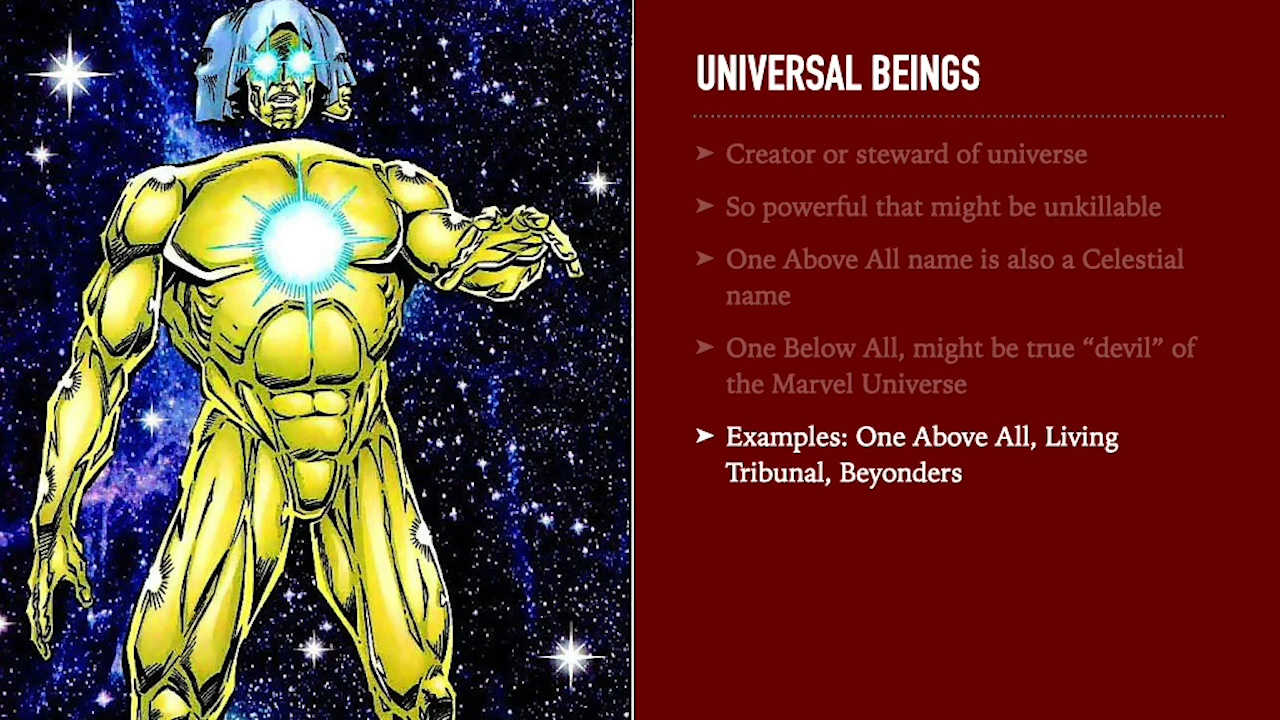 UNIVERSAL BEINGS
➤ Creator or steward of universe
➤ So powerful that might be unkillable
➤ One Above All name is also a Celestial
name
➤ One Below All, might be true “devil” of
the Marvel Universe
➤ Examples: One Above All, Living
Tribunal, Beyonders